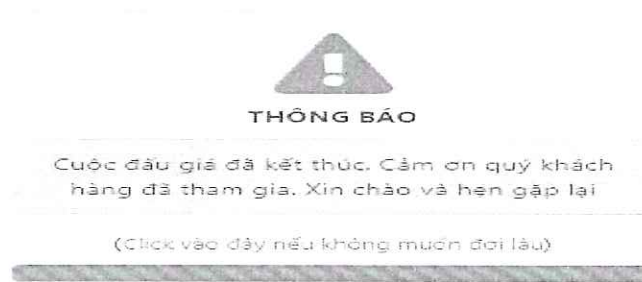 THÔNG BÁO
Cuộc đấu giá đã kết thúc. Cảm ơn quý khách
hàng đã tham gia. Xin chào và hẹn gặp lại
(Click vào đây nếu không muốn đợi lâu)